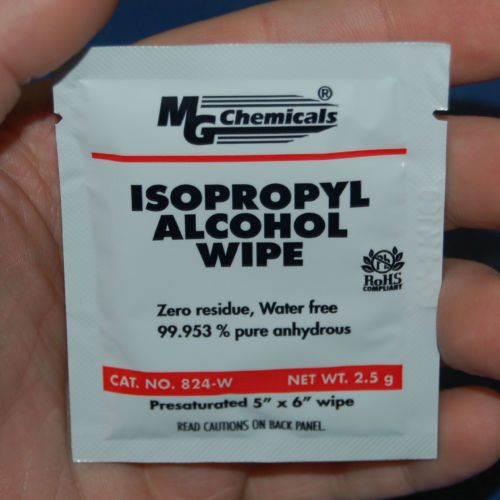 MG Chemicals®
ISOPROPYL
ALCOHOL
WIPE
RoHS
COMPLIANT
Zero residue, Water free
99.953 % pure anhydrous
CAT. NO. 824-W NET WT. 2.5 g
Presaturated 5" x 6" wipe
READ CAUTIONS ON BACK PANEL.